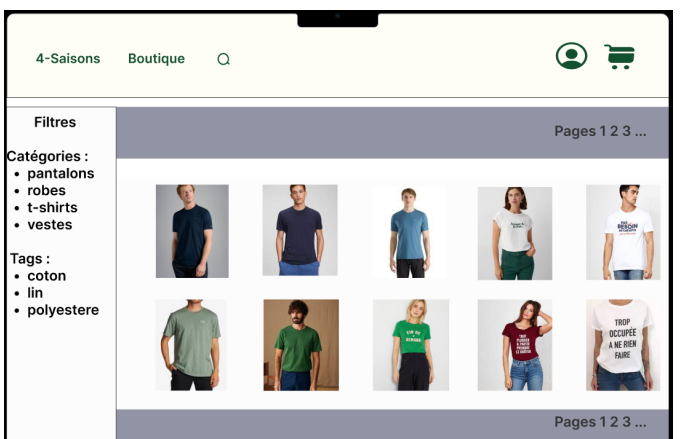 4-Saisons Boutique
Filtres
Pages 1 2 3 ...
Catégories :
• pantalons
• robes
• t-shirts
• vestes
Tags :
• coton
• lin
• polyestere
BESOIN
TROP
OCCUPÉE
A NE RIEN
FAIRE
Pages 1 2 3 ...